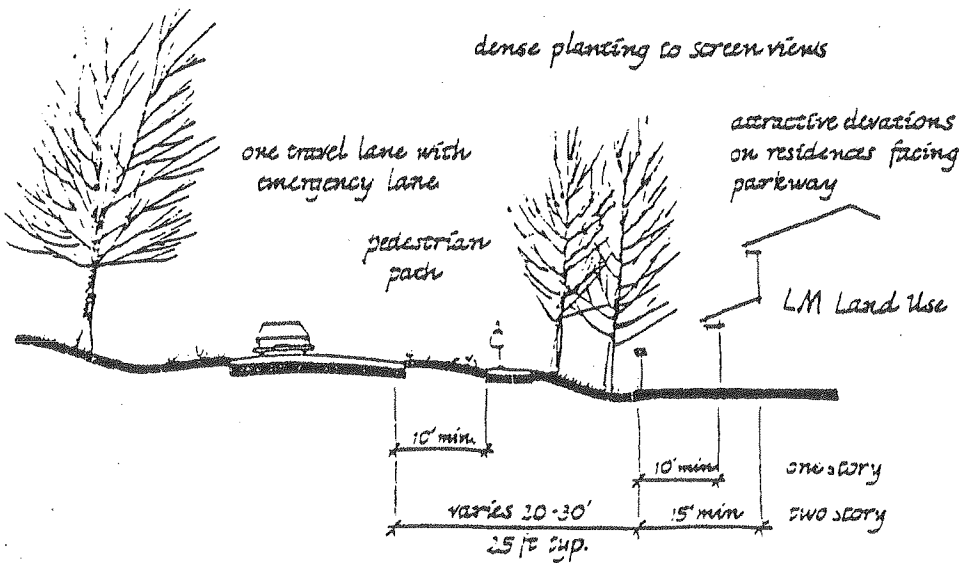 dense planting to screen views
attractive elevations
on residences facing
parkway
one travel lane with
emergency lane
pedestrian
path
LM Land Use
10' min.
10' min.
one story
varies 20-30'
15' min
two story
25 ft typ.